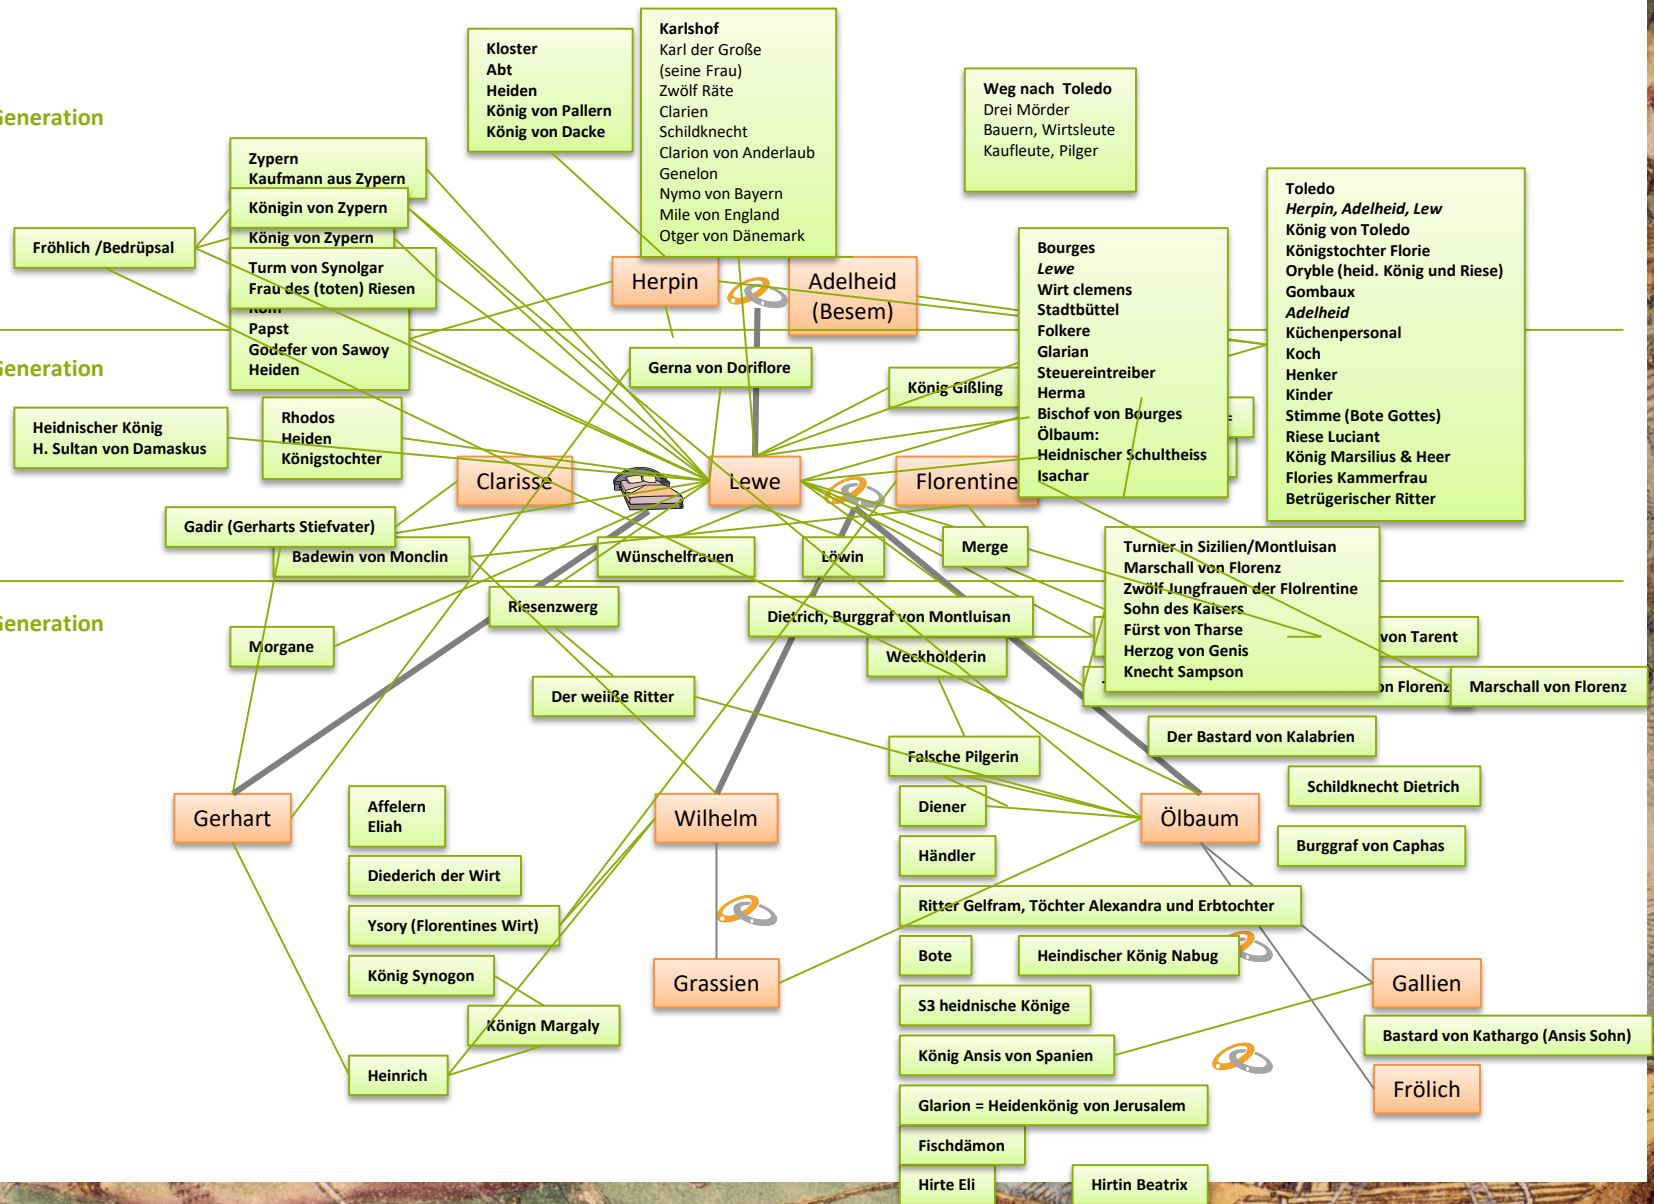 Kloster
Abt
Heiden
König von Pallern
König von Dacke
Karlshof
Karl der Große
(seine Frau)
Zwölf Räte
Clarien
Schildknecht
Clarion von Anderlaub
Genelon
Nymo von Bayern
Mile von England
Otger von Dänemark
Weg nach Toledo
Drei Mörder
Bauern, Wirtsleute
Kaufleute, Pilger
Generation
Zypern
Kaufmann aus Zypern
Königin von Zypern
König von Zypern
Fröhlich /Bedrüpsal
Turm von Synolgar
Frau des (toten) Riesen
Rom
Papst
Godefer von Sawoy
Heiden
Herpin
Adelheid
(Besem)
Bourges
Lewe
Wirt clemens
Stadtbüttel
Folkere
Glarian
Steuereintreiber
Herma
Bischof von Bourges
Ölbaum:
Heidnischer Schultheiss
Isachar
Toledo
Herpin, Adelheid, Lew
König von Toledo
Königstochter Florie
Oryble (heid. König und Riese)
Gombaux
Adelheid
Küchenpersonal
Koch
Henker
Kinder
Stimme (Bote Gottes)
Riese Luciant
König Marsilius & Heer
Flories Kammerfrau
Betrügerischer Ritter
Generation
Gerna von Doriflore
König Gißling
Heidnischer König
H. Sultan von Damaskus
Rhodos
Heiden
Königstochter
Clarisse
Lewe
Florentine
Gadir (Gerharts Stiefvater)
Badewin von Monclin
Wünschelfrauen
Löwin
Merge
Turnier in Sizilien/Montluisan
Marschall von Florenz
Zwölf Jungfrauen der Flolrentine
Sohn des Kaisers
Fürst von Tharse
Herzog von Genis
Knecht Sampson
Generation
Riesenzwerg
Dietrich, Burggraf von Montluisan
Morgane
Weckholderin
von Tarent
Der weiiße Ritter
on Florenz
Marschall von Florenz
Der Bastard von Kalabrien
Falsche Pilgerin
Schildknecht Dietrich
Gerhart
Affelern
Eliah
Wilhelm
Diener
Ölbaum
Burggraf von Caphas
Händler
Diederich der Wirt
Ysory (Florentines Wirt)
Ritter Gelfram, Töchter Alexandra und Erbtochter
König Synogon
Grassien
Bote
Heindischer König Nabug
Gallien
S3 heidnische Könige
Könign Margaly
Bastard von Kathargo (Ansis Sohn)
König Ansis von Spanien
Heinrich
Frölich
Glarion = Heidenkönig von Jerusalem
Fischdämon
Hirte Eli
Hirtin Beatrix